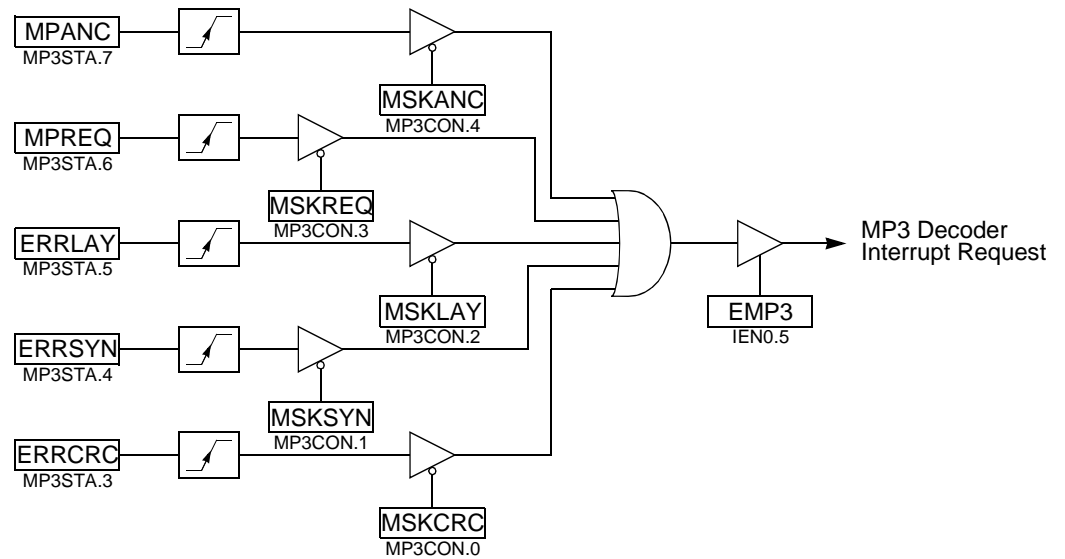 MPANC
MP3STA.7
MSKANC
MP3CON.4
MPREQ
MP3STA.6
MSKREQ
MP3CON.3
ERRLAY
MP3STA.5
MSKLAY
MP3CON.2
MP3 Decoder
Interrupt Request
EMP3
IEN0.5
ERRSYN
MP3STA.4
MSKSYN
MP3CON.1
ERRCRC
MP3STA.3
MSKCRC
MP3CON.0